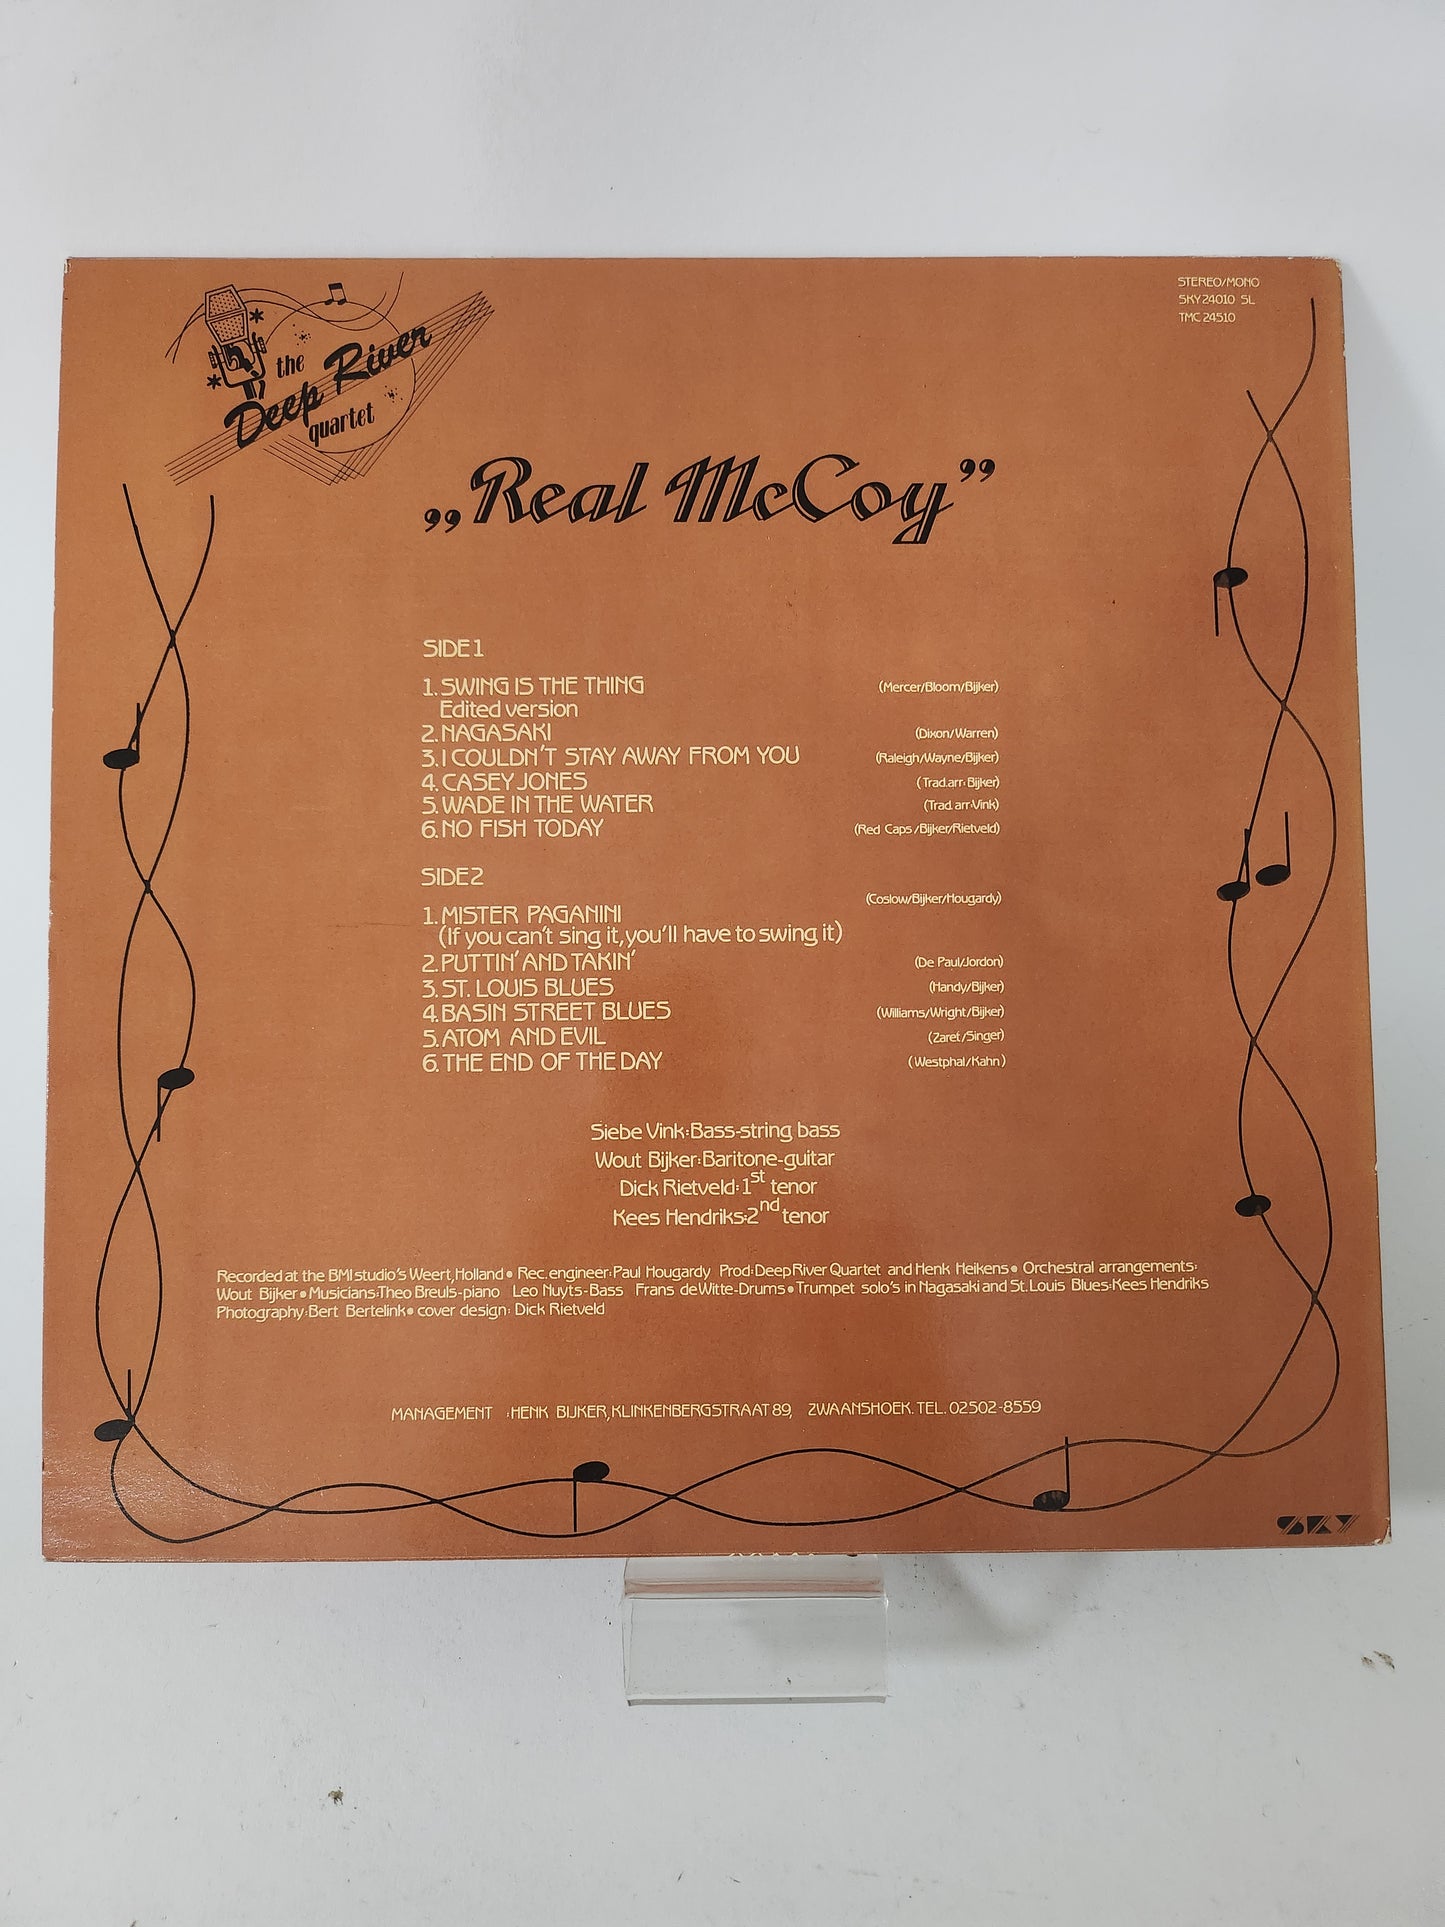 STEREO/MONO
SKY 24010 SL
TMC 24510
the
Deep River
quartet
„Real McCoy”
SIDE 1
1. SWING IS THE THING (Mercer/Bloom/Bijker)
Edited version
2. NAGASAKI (Dixon/Warren)
3. I COULDN'T STAY AWAY FROM YOU (Raleigh/Wayne/Bijker)
4. CASEY JONES (Trad.arr: Bijker)
5. WADE IN THE WATER (Trad. arr:Vink)
6. NO FISH TODAY (Red Caps/Bijker/Rietveld)
SIDE 2
(Coslow/Bijker/Hougardy)
1. MISTER PAGANINI
(If you can't sing it, you'll have to swing it)
2. PUTTIN' AND TAKIN' (De Paul/Jordon)
3. ST. LOUIS BLUES (Handy/Bijker)
4. BASIN STREET BLUES (Williams/Wright/Bijker)
5. ATOM AND EVIL (Zaret/Singer)
6. THE END OF THE DAY (Westphal/Kahn)
Siebe Vink: Bass-string bass
Wout Bijker: Baritone-guitar
Dick Rietveld: 1st tenor
Kees Hendriks: 2nd tenor
Recorded at the BMI studio's Weert, Holland • Rec. engineer: Paul Hougardy Prod: Deep River Quartet and Henk Heikens • Orchestral arrangements:
Wout Bijker • Musicians: Theo Breuls-piano Leo Nuyts-Bass Frans de Witte-Drums • Trumpet solo's in Nagasaki and St. Louis Blues-Kees Hendriks
Photography: Bert Bertelink • cover design: Dick Rietveld
MANAGEMENT : HENK BIJKER, KLINKENBERGSTRAAT 89, ZWAANSHOEK. TEL. 02502-8559
SKY